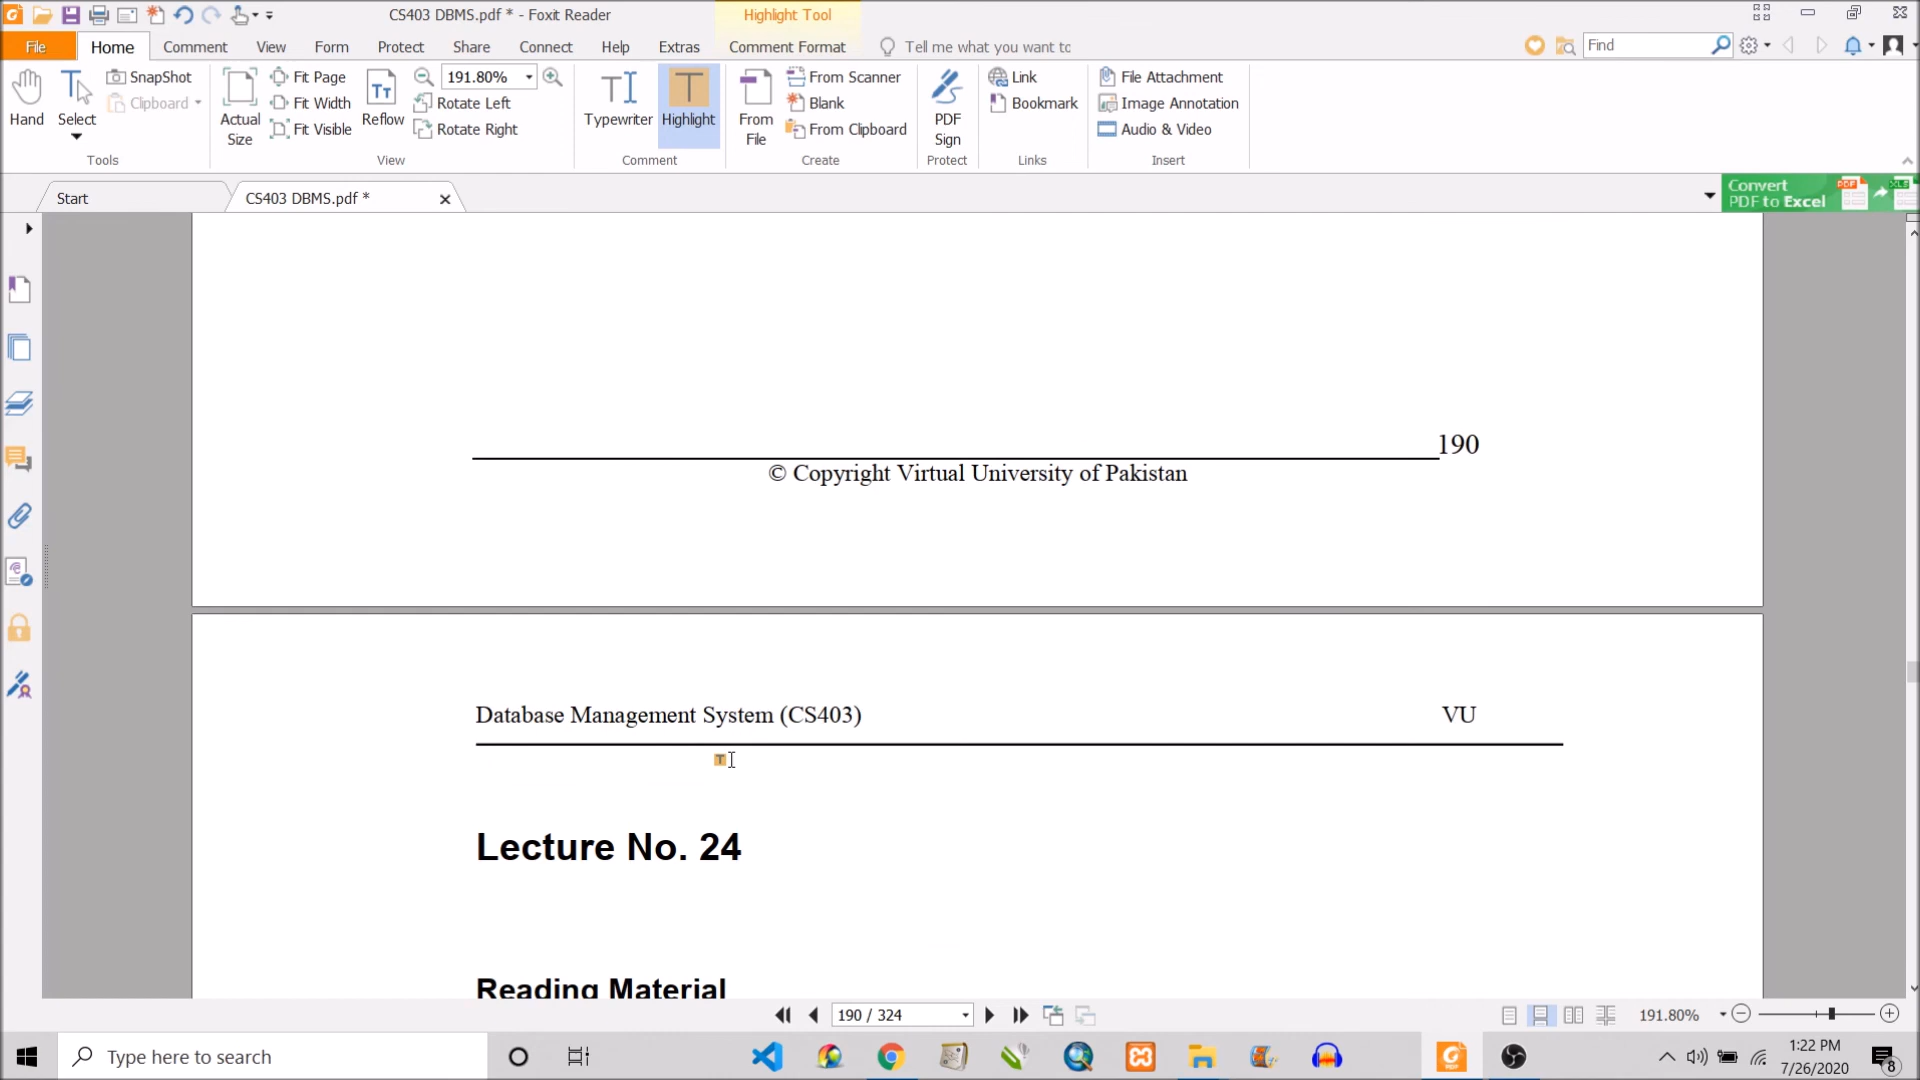 CS403 DBMS.pdf * - Foxit Reader
Highlight Tool
File
Home
Comment
View
Form
Protect
Share
Connect
Help
Extras
Comment Format
Tell me what you want to
Find
Hand
Select
SnapShot
Clipboard
Tools
Actual Size
Fit Page
Fit Width
Fit Visible
Reflow
191.80%
Rotate Left
Rotate Right
View
Typewriter
Highlight
Comment
From File
From Scanner
Blank
From Clipboard
Create
PDF Sign
Protect
Link
Bookmark
Links
File Attachment
Image Annotation
Audio & Video
Insert
Start
CS403 DBMS.pdf *
Convert
PDF to Excel
190
© Copyright Virtual University of Pakistan
Database Management System (CS403) VU
Lecture No. 24
Reading Material
190 / 324
191.80%
Type here to search
1:22 PM
7/26/2020
8